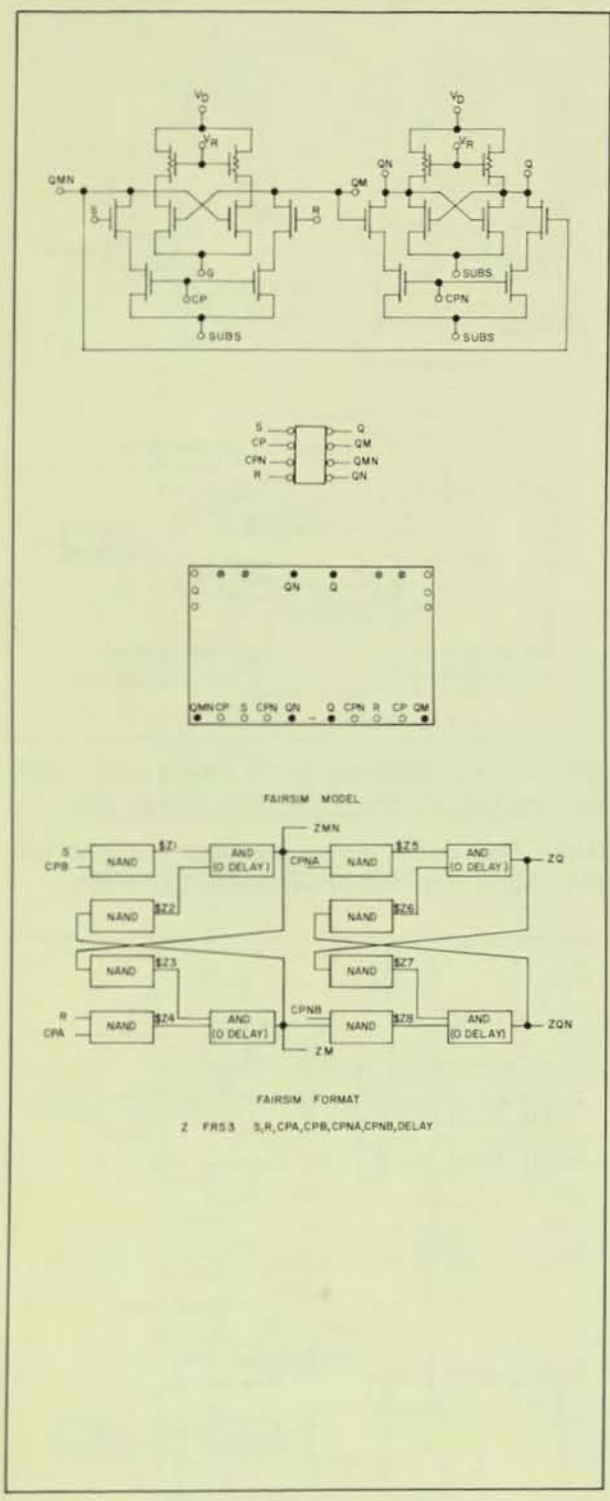 VD VD
VR VR
QMN QM QN Q
S R
G SUBS
CP CPN
SUBS SUBS
S Q
CP QM
CPN QMN
R QN
QN Q
QMN CP S CPN QN – Q CPN R CP QM
FAIRSIM MODEL
ZMN
S $Z1 AND $Z5 AND
NAND (O DELAY) NAND (O DELAY) ZQ
CPB CPNA
NAND $Z2 NAND $Z6
NAND $Z3 NAND $Z7
R CPNB
NAND $Z4 AND NAND $Z8 AND ZQN
CPA (O DELAY) (O DELAY)
ZM
FAIRSIM FORMAT
Z FRS3 S,R,CPA,CPB,CPNA,CPNB,DELAY